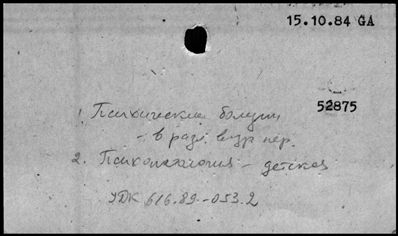 15.10.84 GA
52875
1. Психические болезни
- в разл. возр. пер.
2. Психопатология - детская
УДК 616.89-053.2